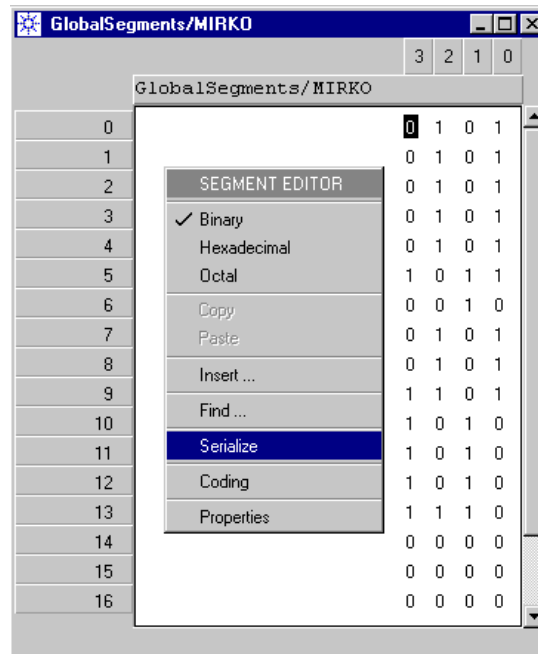 GlobalSegments/MIRKO
3 2 1 0
GlobalSegments/MIRKO
0 0 1 0 1
1 0 1 0 1
2 SEGMENT EDITOR 0 1 0 1
3 Binary 0 1 0 1
4 Hexadecimal 0 1 0 1
5 Octal 1 0 1 1
6 Copy 0 0 1 0
7 Paste 0 1 0 1
8 Insert ... 0 1 0 1
9 Find ... 1 1 0 1
10 1 0 1 0
11 Serialize 1 0 1 0
12 Coding 1 0 1 0
13 Properties 1 1 1 0
14 0 0 0 0
15 0 0 0 0
16 0 0 0 0